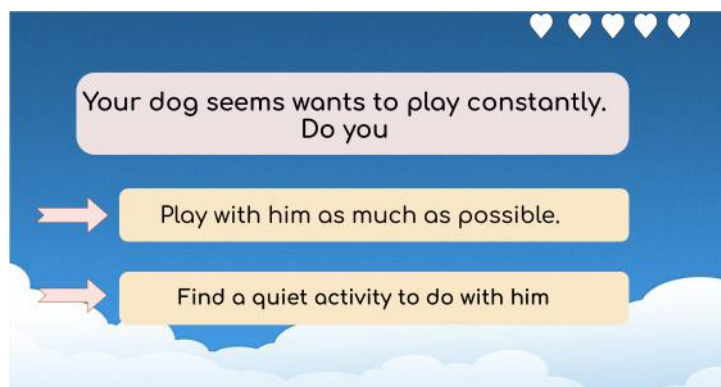 Your dog seems wants to play constantly.
Do you
Play with him as much as possible.
Find a quiet activity to do with him